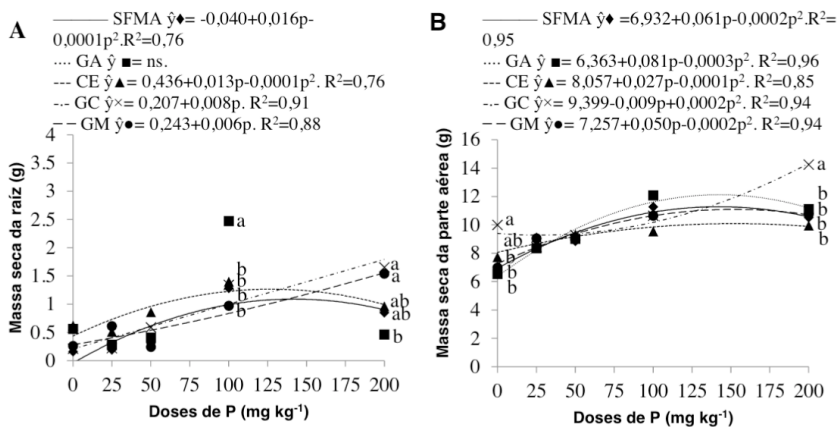 A
SFMA ŷ♦= -0,040+0,016p-
0,0001p².R²=0,76
GA ŷ ■= ns.
CE ŷ▲= 0,436+0,013p-0,0001p². R²=0,76
GC ŷ×= 0,207+0,008p. R²=0,91
GM ŷ●= 0,243+0,006p. R²=0,88
Massa seca da raíz (g)
4
3,5
3
2,5
2
1,5
1
0,5
0
a
b
b
b
b
a
a
ab
ab
b
0 25 50 75 100 125 150 175 200
Doses de P (mg kg⁻¹)
B
SFMA ŷ♦ =6,932+0,061p-0,0002p².R²=
0,95
GA ŷ ■= 6,363+0,081p-0,0003p². R²=0,96
CE ŷ▲= 8,057+0,027p-0,0001p². R²=0,85
GC ŷ×= 9,399-0,009p+0,0002p². R²=0,94
GM ŷ●= 7,257+0,050p-0,0002p². R²=0,94
Massa seca da parte aérea (g)
16
14
12
10
8
6
4
2
0
a
ab
b
b
b
a
b
b
b
b
0 25 50 75 100 125 150 175 200
Doses de P (mg kg⁻¹)